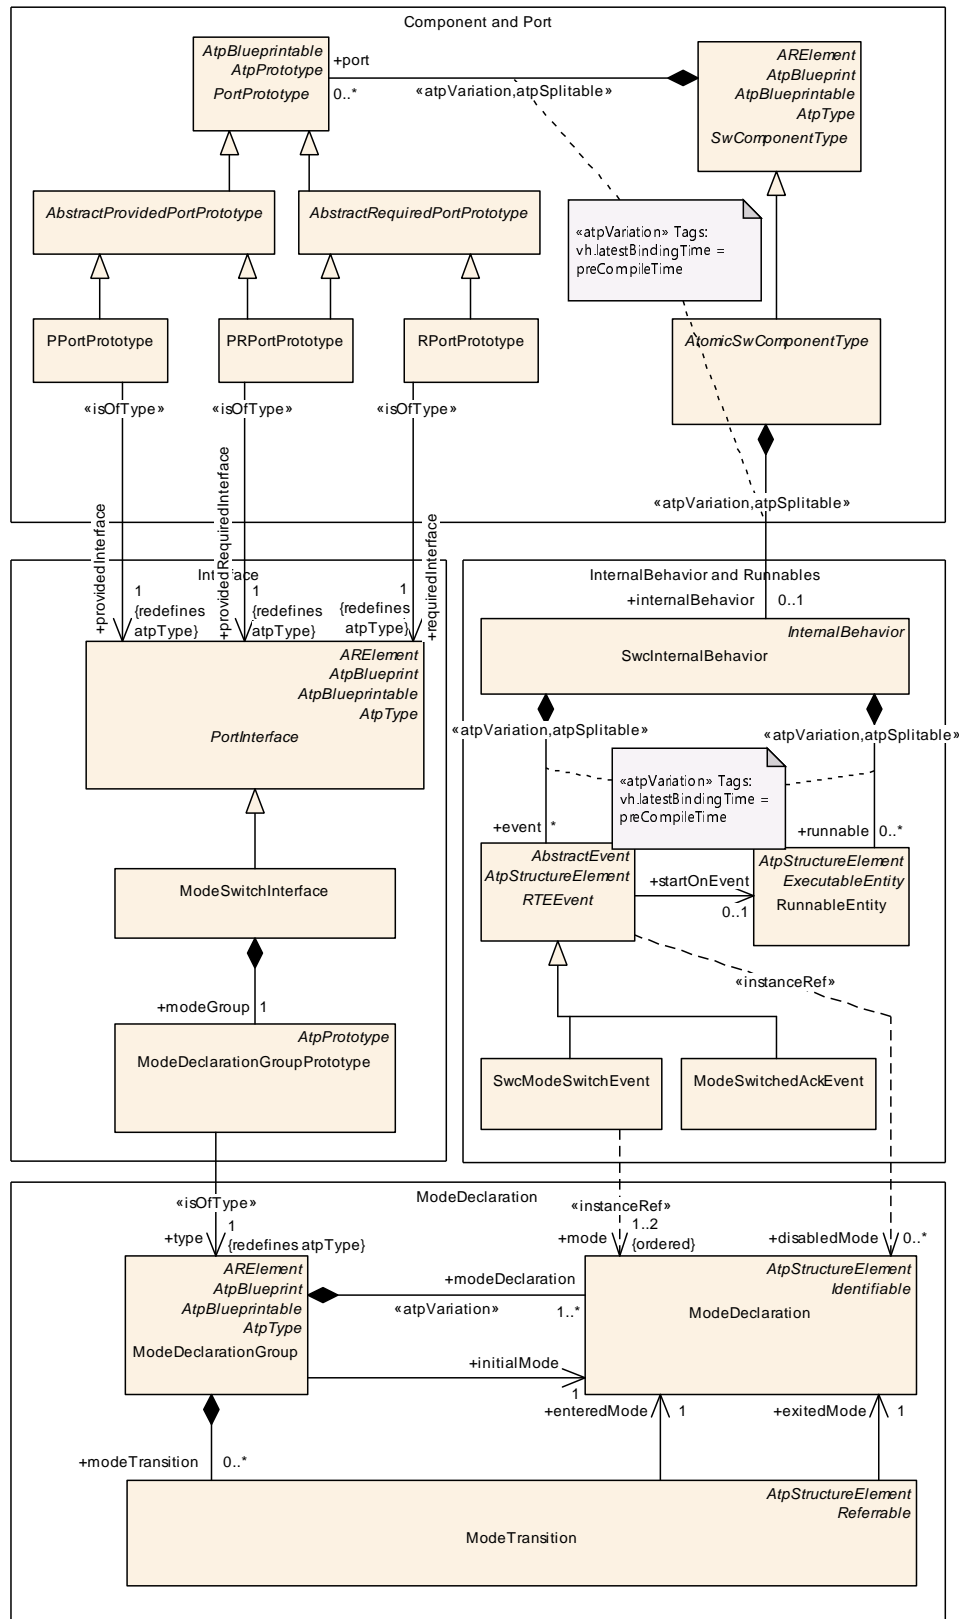 Component and Port
AtpBlueprintable
AtpPrototype
PortPrototype
+port
0..*
«atpVariation,atpSplitable»
ARElement
AtpBlueprint
AtpBlueprintable
AtpType
SwComponentType
AbstractProvidedPortPrototype
AbstractRequiredPortPrototype
«atpVariation» Tags:
vh.latestBindingTime =
preCompileTime
PPortPrototype
PRPortPrototype
RPortPrototype
AtomicSwComponentType
«isOfType»
«isOfType»
«isOfType»
«atpVariation,atpSplitable»
+providedInterface
+providedRequiredInterface
+requiredInterface
Interface
1
{redefines
atpType}
1
{redefines
atpType}
1
{redefines
atpType}
ARElement
AtpBlueprint
AtpBlueprintable
AtpType
PortInterface
ModeSwitchInterface
+modeGroup
1
AtpPrototype
ModeDeclarationGroupPrototype
InternalBehavior and Runnables
+internalBehavior
0..1
InternalBehavior
SwcInternalBehavior
«atpVariation,atpSplitable»
«atpVariation,atpSplitable»
«atpVariation» Tags:
vh.latestBindingTime =
preCompileTime
+event
*
+runnable
0..*
AbstractEvent
AtpStructureElement
RTEEvent
+startOnEvent
0..1
AtpStructureElement
ExecutableEntity
RunnableEntity
«instanceRef»
SwcModeSwitchEvent
ModeSwitchedAckEvent
ModeDeclaration
«isOfType»
+type
1
{redefines atpType}
«instanceRef»
+mode
1..2
{ordered}
+disabledMode
0..*
ARElement
AtpBlueprint
AtpBlueprintable
AtpType
ModeDeclarationGroup
+modeDeclaration
«atpVariation»
1..*
AtpStructureElement
Identifiable
ModeDeclaration
+initialMode
1
+enteredMode
1
+exitedMode
1
+modeTransition
0..*
AtpStructureElement
Referrable
ModeTransition